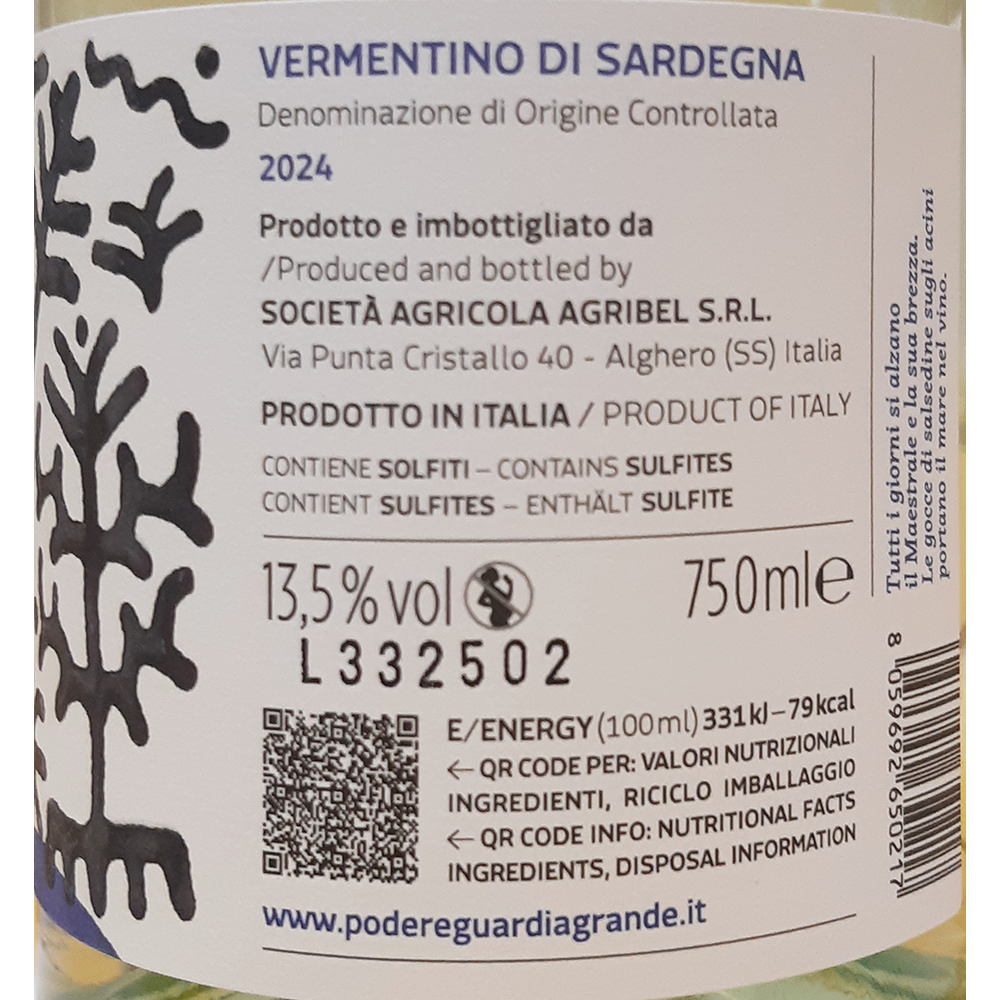 VERMENTINO DI SARDEGNA
Denominazione di Origine Controllata
2024
Prodotto e imbottigliato da
/Produced and bottled by
SOCIETÀ AGRICOLA AGRIBEL S.R.L.
Via Punta Cristallo 40 - Alghero (SS) Italia
PRODOTTO IN ITALIA / PRODUCT OF ITALY
CONTIENE SOLFITI – CONTAINS SULFITES
CONTIENT SULFITES – ENTHÄLT SULFITE
13,5%vol
750ml℮
L332502
E/ENERGY (100ml) 331kJ–79kcal
← QR CODE PER: VALORI NUTRIZIONALI
INGREDIENTI, RICICLO IMBALLAGGIO
← QR CODE INFO: NUTRITIONAL FACTS
INGREDIENTS, DISPOSAL INFORMATION
www.podereguardiagrande.it
Tutti i giorni si alzano
il Maestrale e la sua brezza.
Le gocce di salsedine sugli acini
portano il mare nel vino.
8 059692 650217